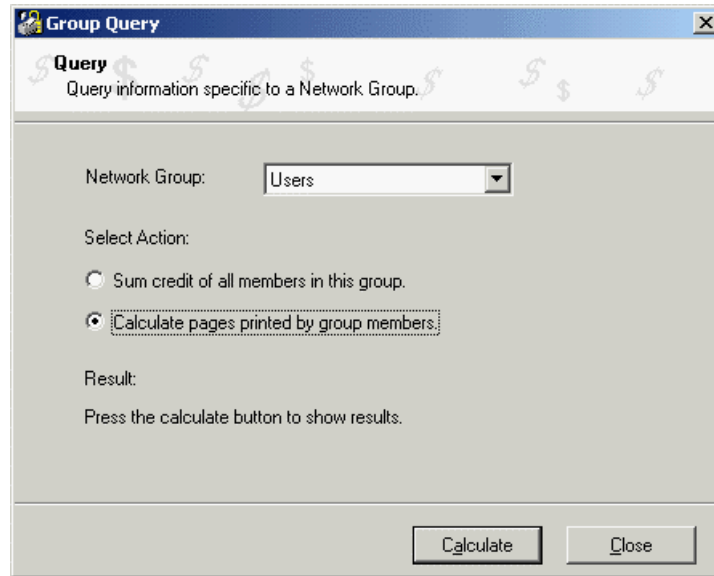 Group Query
Query
Query information specific to a Network Group.
Network Group: Users
Select Action:
Sum credit of all members in this group.
Calculate pages printed by group members.
Result:
Press the calculate button to show results.
Calculate Close